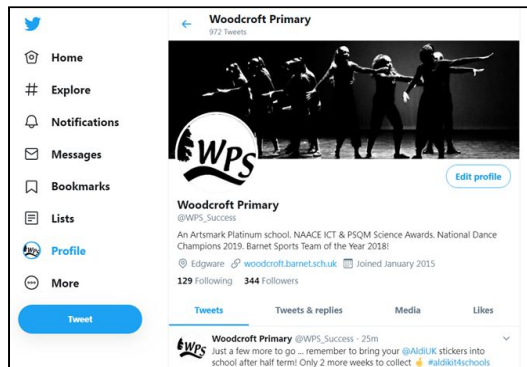 Woodcroft Primary
972 Tweets
Home
Explore
Notifications
Messages
Bookmarks
Lists
Profile
More
Tweet
WPS
Edit profile
Woodcroft Primary
@WPS_Success
An Artsmark Platinum school. NAACE ICT & PSQM Science Awards. National Dance
Champions 2019. Barnet Sports Team of the Year 2018!
Edgware woodcroft.barnet.sch.uk Joined January 2015
129 Following 344 Followers
Tweets Tweets & replies Media Likes
WPS
Woodcroft Primary @WPS_Success · 25m
Just a few more to go ... remember to bring your @AldiUK stickers into
school after half term! Only 2 more weeks to collect 🤞 #aldikit4schools